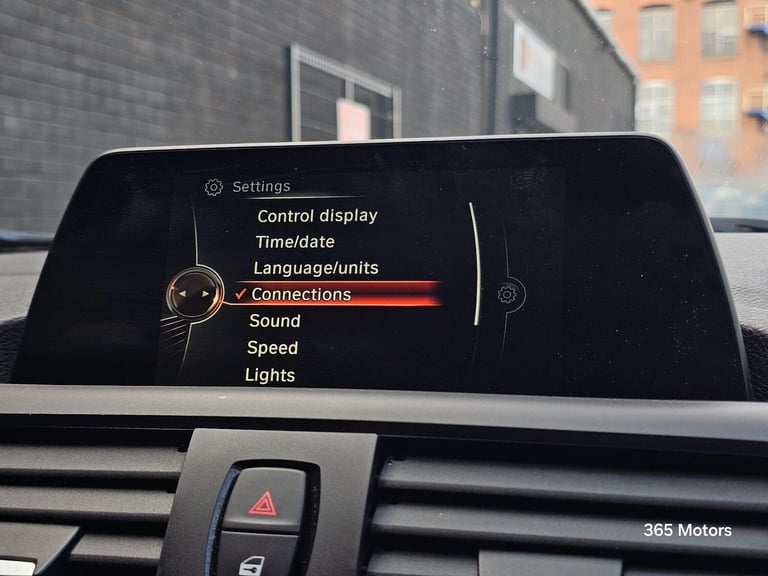 Settings
Control display
Time/date
Language/units
Connections
Sound
Speed
Lights
365 Motors